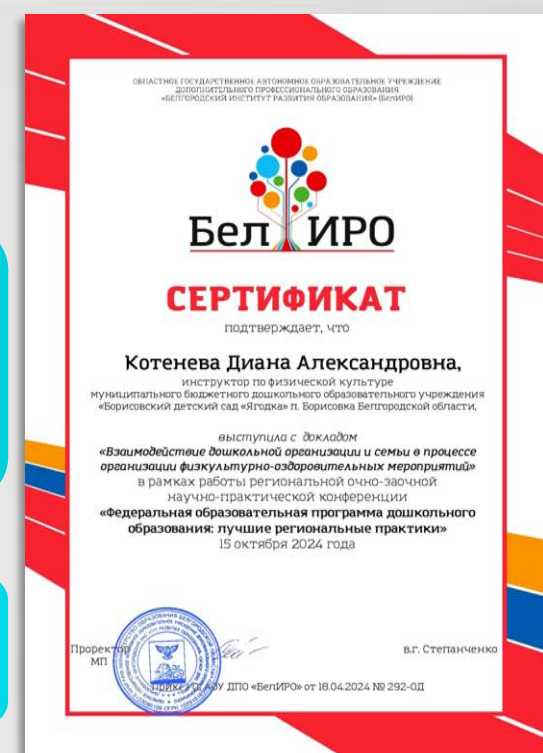 ОБЛАСТНОЕ ГОСУДАРСТВЕННОЕ АВТОНОМНОЕ ОБРАЗОВАТЕЛЬНОЕ УЧРЕЖДЕНИЕ
ДОПОЛНИТЕЛЬНОГО ПРОФЕССИОНАЛЬНОГО ОБРАЗОВАНИЯ
«БЕЛГОРОДСКИЙ ИНСТИТУТ РАЗВИТИЯ ОБРАЗОВАНИЯ» (БелИРО)
Бел ИРО
СЕРТИФИКАТ
подтверждает, что
Котенева Диана Александровна,
инструктор по физической культуре
муниципального бюджетного дошкольного образовательного учреждения
«Борисовский детский сад «Ягодка» п. Борисовка Белгородской области,
выступила с докладом
«Взаимодействие дошкольной организации и семьи в процессе
организации физкультурно-оздоровительных мероприятий»
в рамках работы региональной очно-заочной
научно-практической конференции
«Федеральная образовательная программа дошкольного
образования: лучшие региональные практики»
15 октября 2024 года
Проректор
в.г. Степанченко
МП
ДПО «БелИРО» от 18.04.2024 № 292-ОД